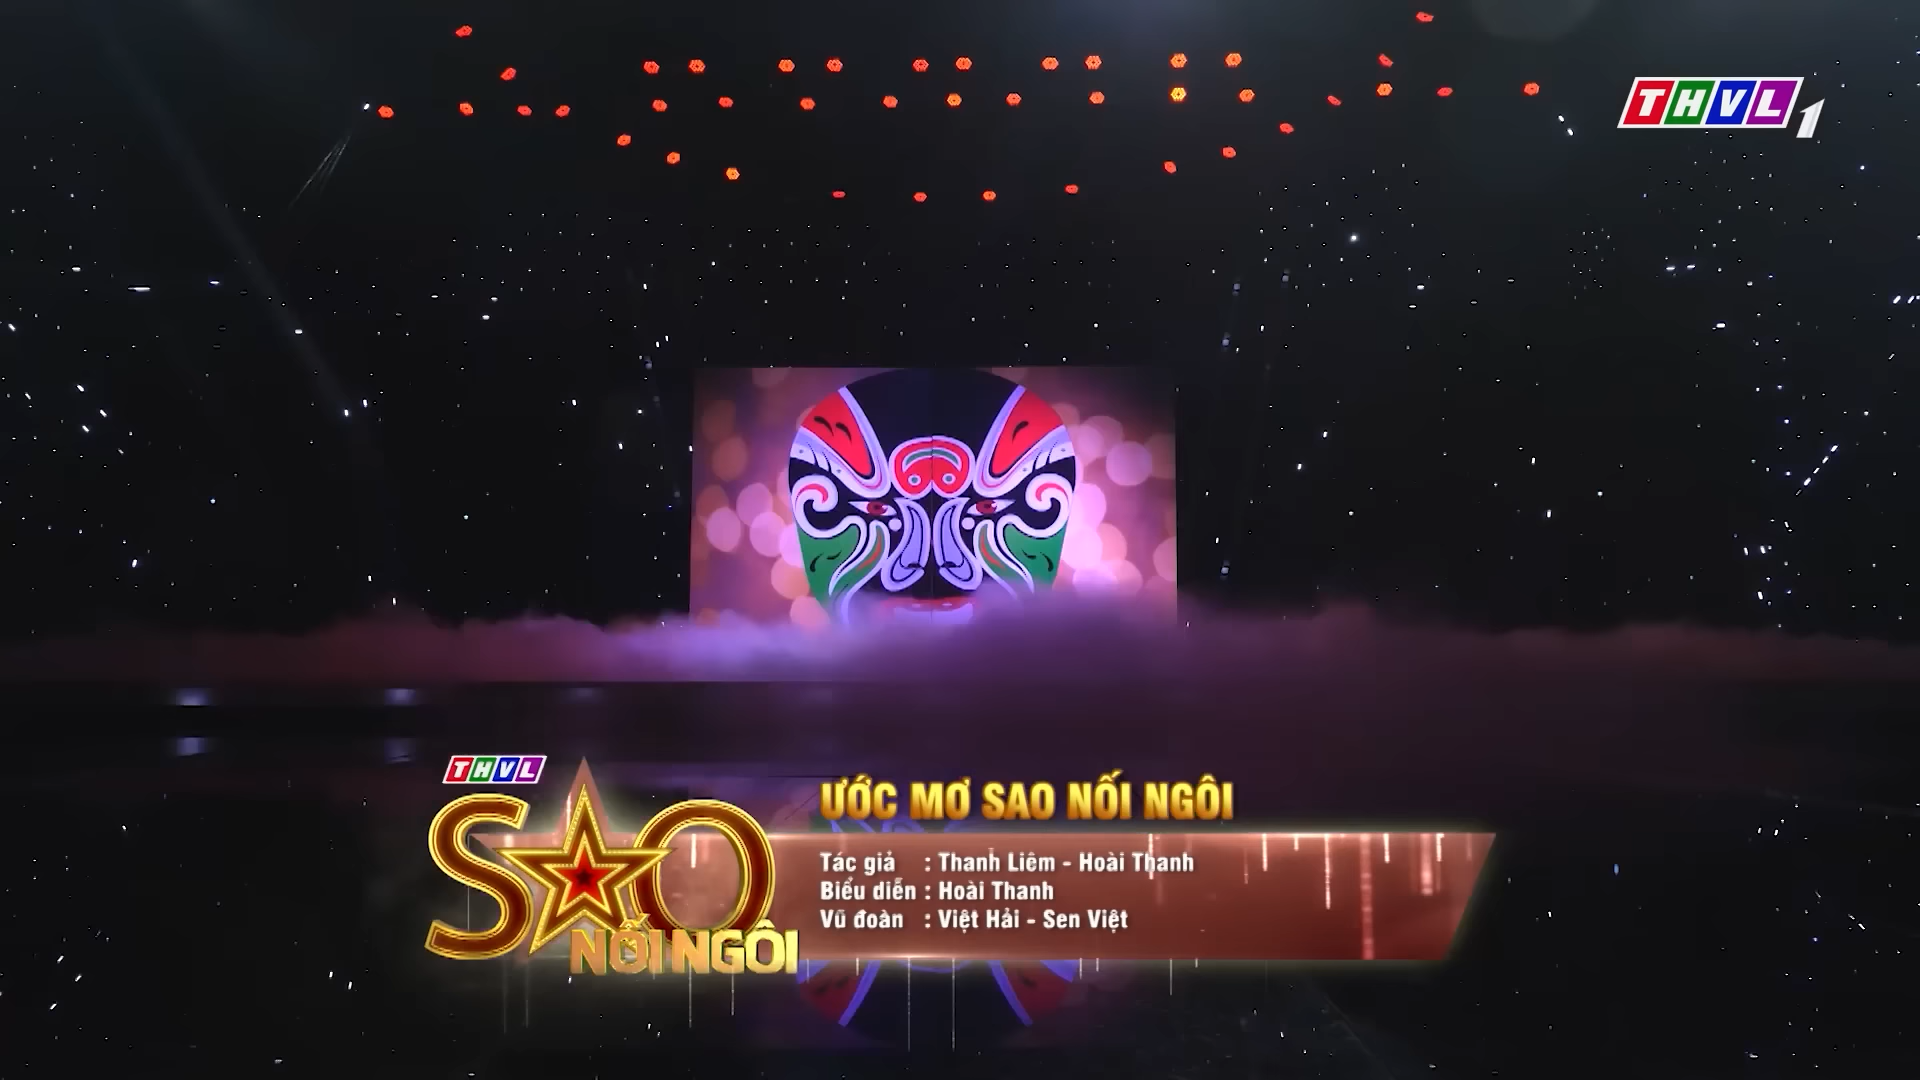 THVL1
THVL
SAO
NỐI NGÔI
ƯỚC MƠ SAO NỐI NGÔI
Tác giả : Thanh Liêm - Hoài Thanh
Biểu diễn : Hoài Thanh
Vũ đoàn : Việt Hải - Sen Việt